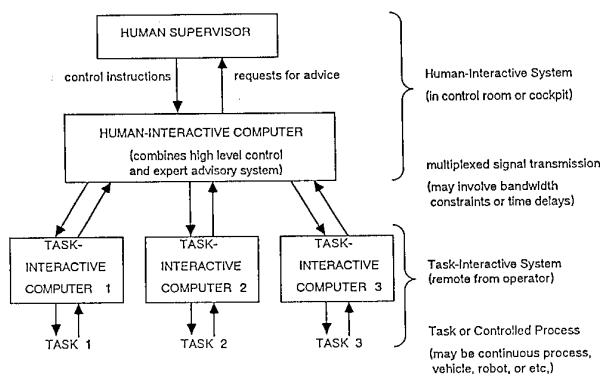 HUMAN SUPERVISOR
control instructions
requests for advice
Human-Interactive System
(in control room or cockpit)
HUMAN-INTERACTIVE COMPUTER
(combines high level control
and expert advisory system)
multiplexed signal transmission
(may involve bandwidth
constraints or time delays)
TASK-
INTERACTIVE
COMPUTER 1
TASK-
INTERACTIVE
COMPUTER 2
TASK-
INTERACTIVE
COMPUTER 3
Task-Interactive System
(remote from operator)
TASK 1
TASK 2
TASK 3
Task or Controlled Process
(may be continuous process,
vehicle, robot, or etc,)